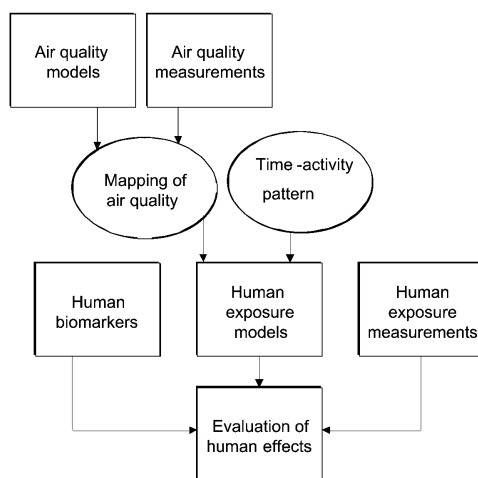 Air quality
models
Air quality
measurements
Mapping of
air quality
Time -activity
pattern
Human
biomarkers
Human
exposure
models
Human
exposure
measurements
Evaluation of
human effects